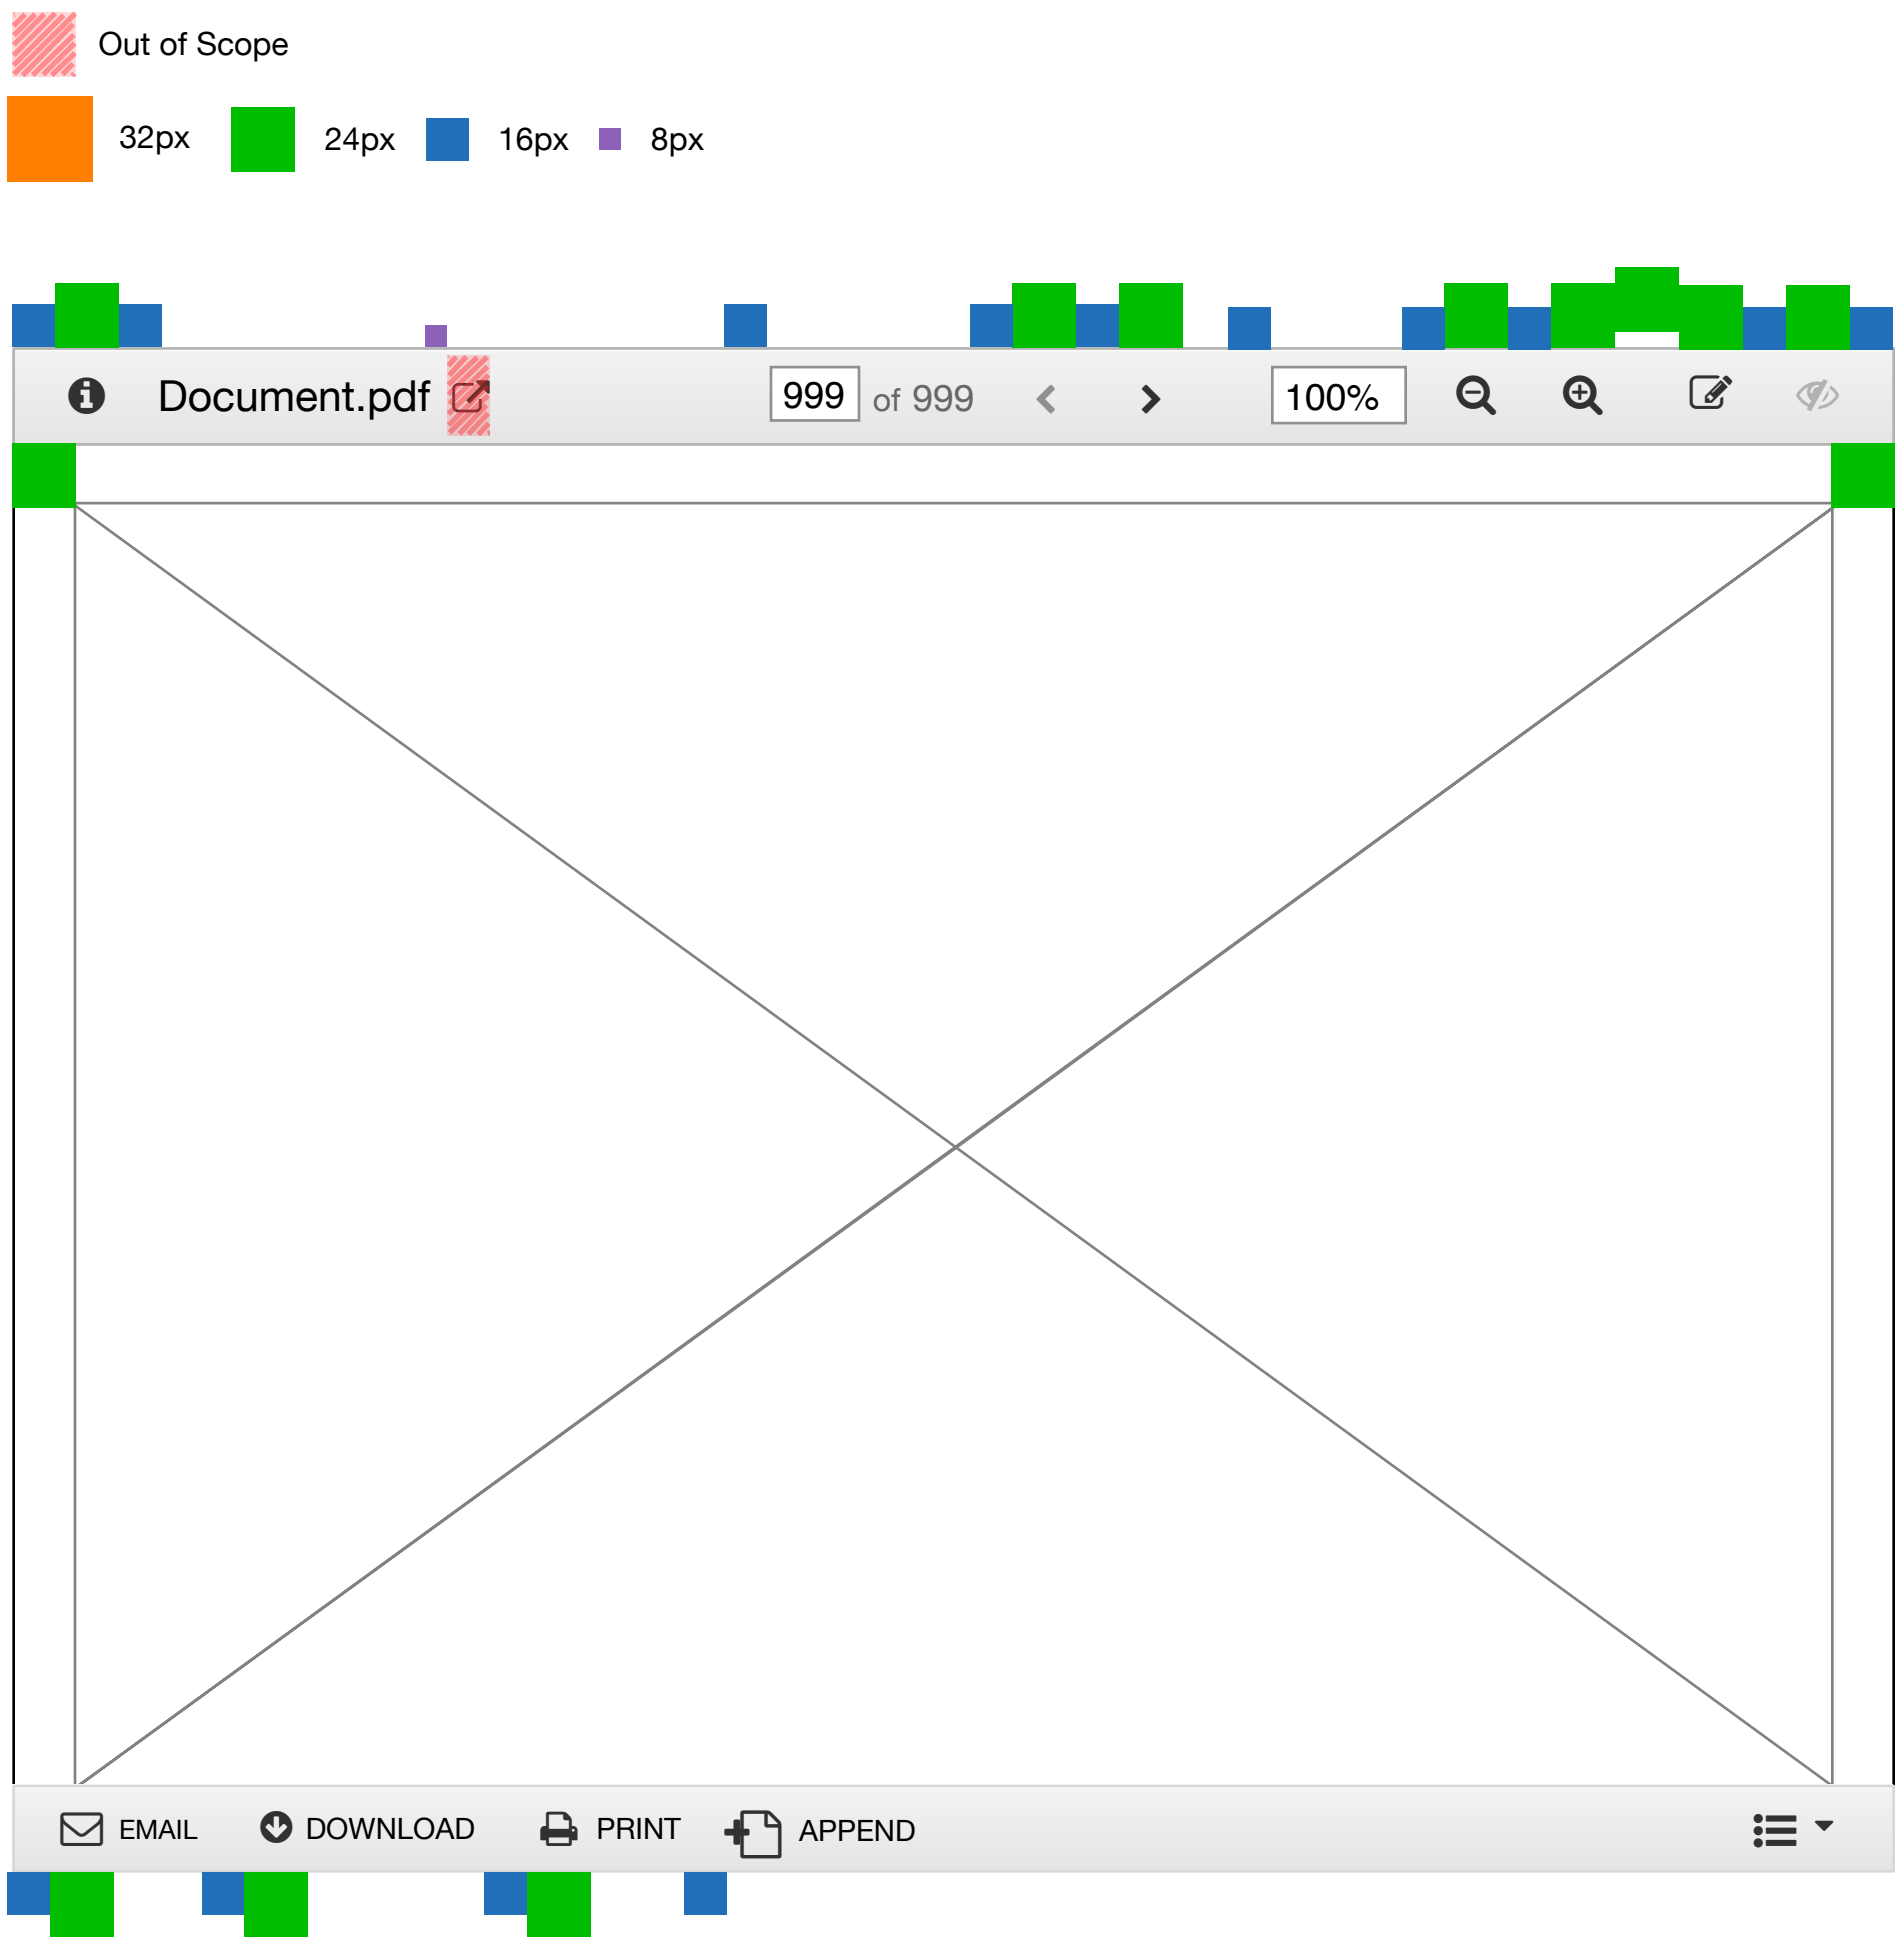 Out of Scope
32px 24px 16px 8px
Document.pdf 999 of 999 100%
EMAIL DOWNLOAD PRINT APPEND